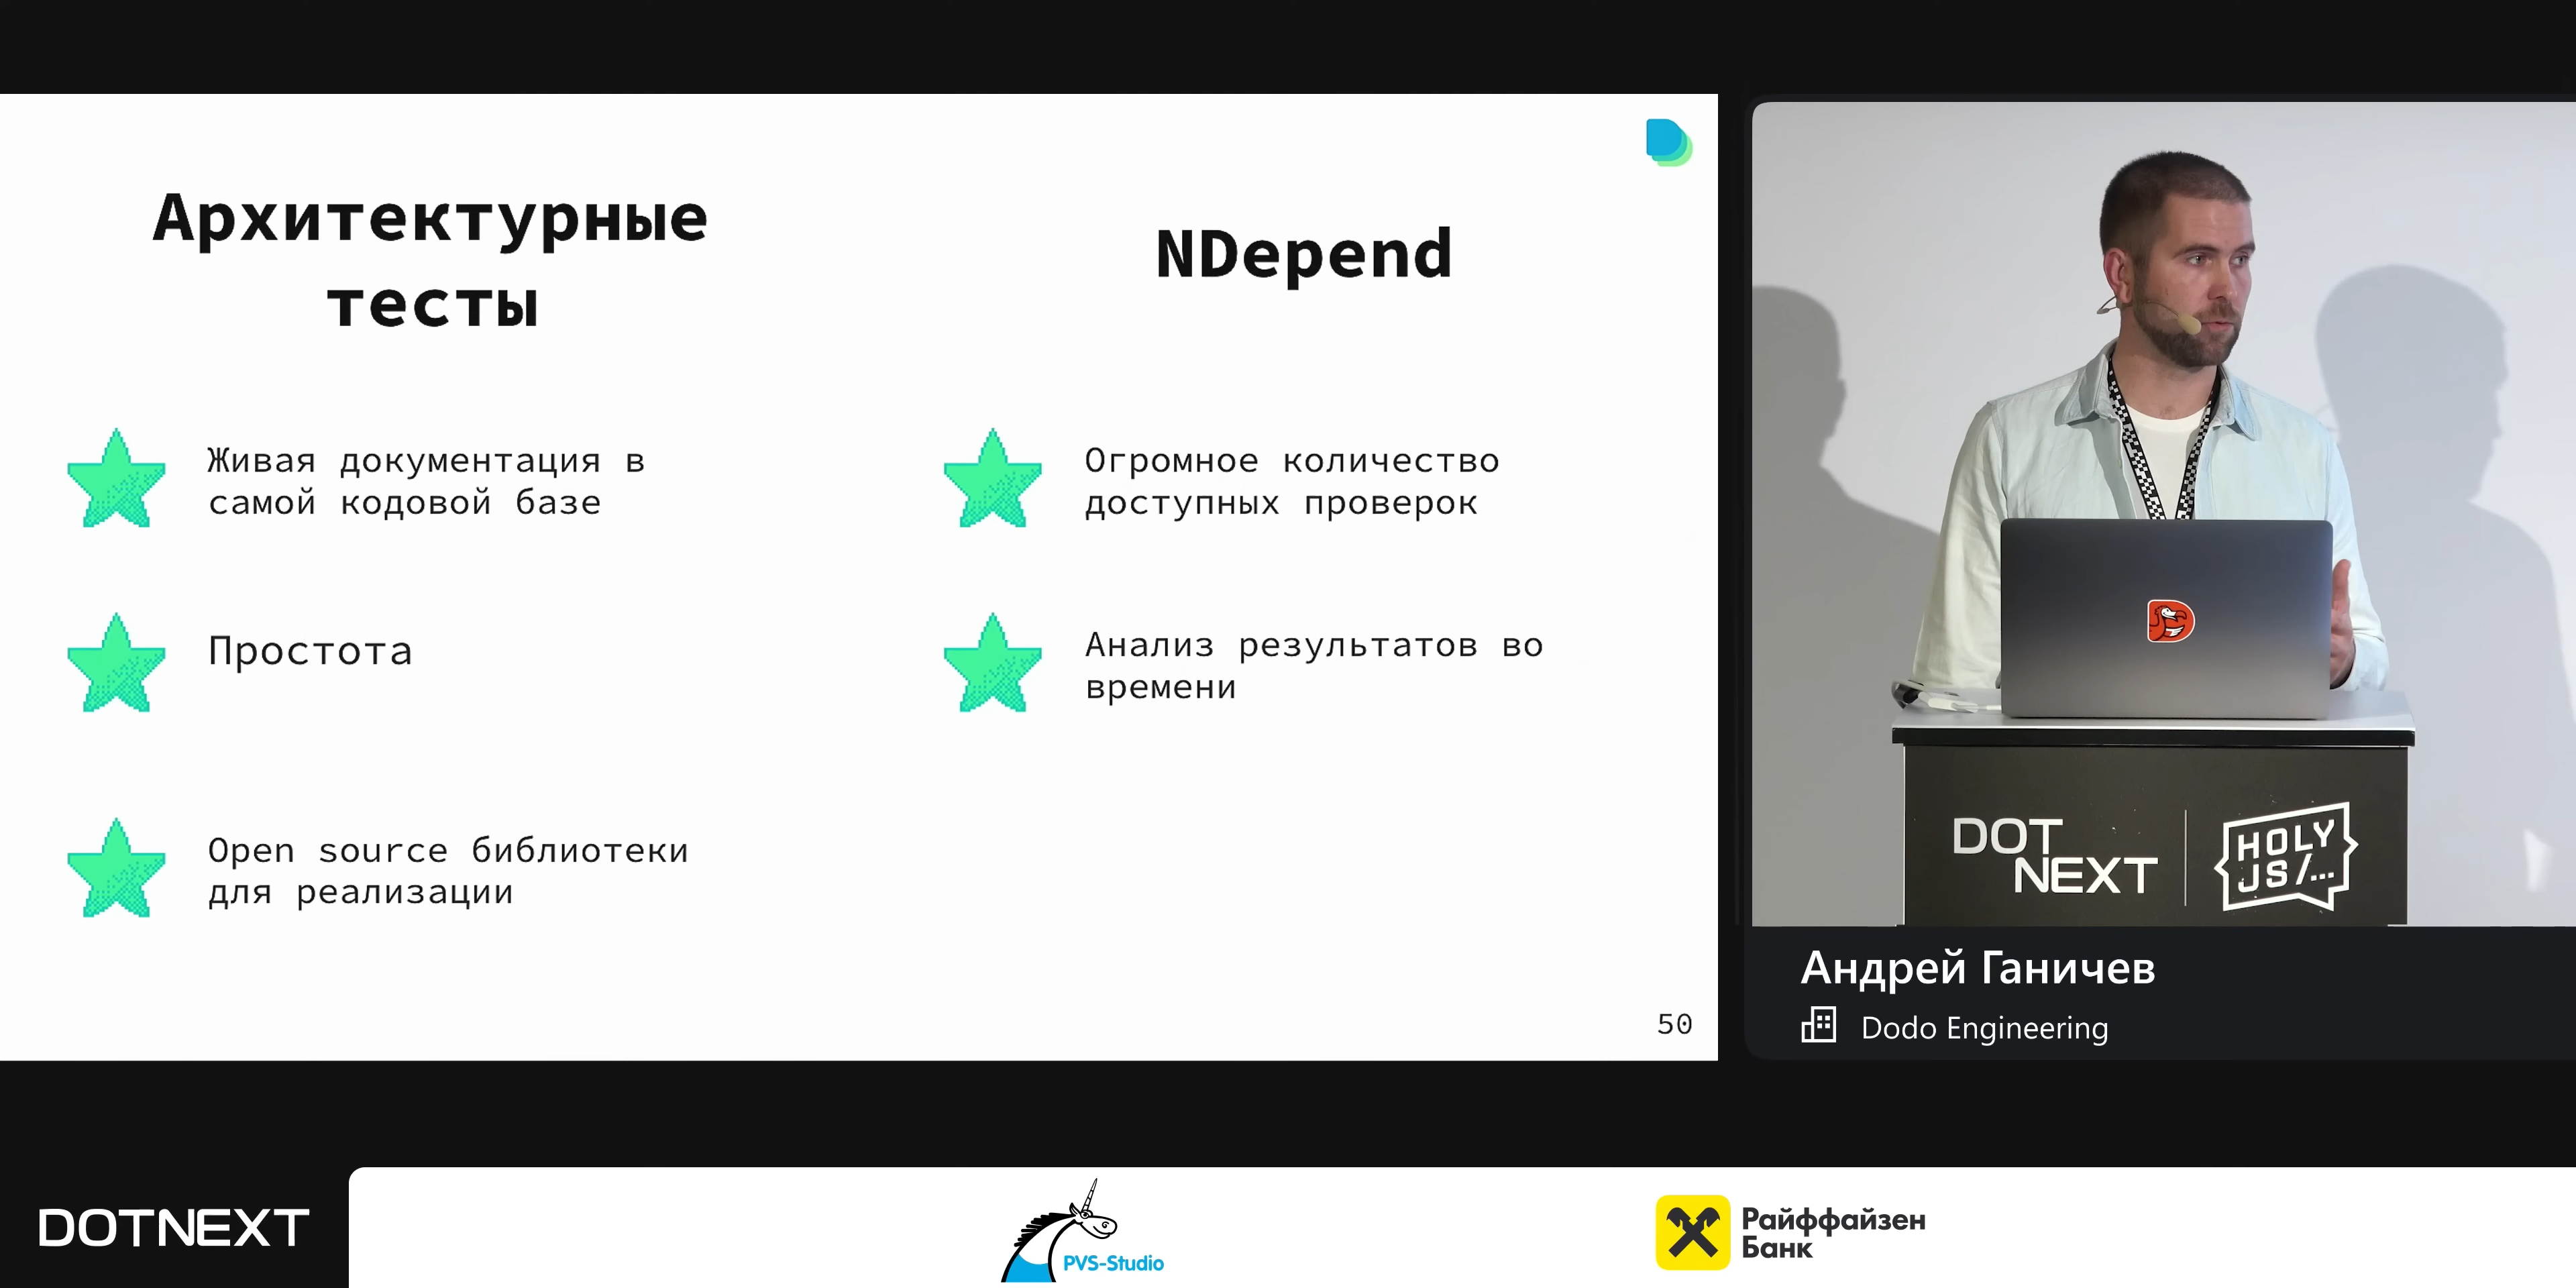 Архитектурные
тесты
Живая документация в
самой кодовой базе
Простота
Open source библиотеки
для реализации
NDepend
Огромное количество
доступных проверок
Анализ результатов во
времени
50
DOT
NEXT
HOLY
JS/...
Андрей Ганичев
Dodo Engineering
DOTNEXT
PVS-Studio
Райффайзен
Банк